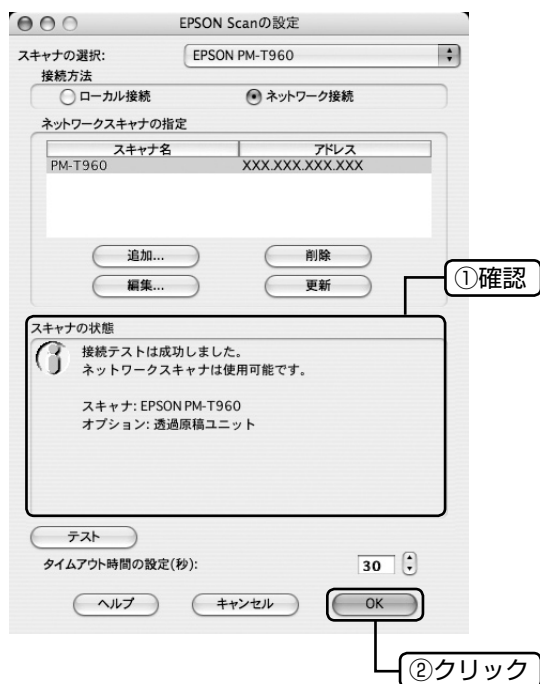 EPSON Scanの設定
スキャナの選択: EPSON PM-T960
接続方法
ローカル接続 ネットワーク接続
ネットワークスキャナの指定
スキャナ名 アドレス
PM-T960 XXX.XXX.XXX.XXX
追加... 削除
編集... 更新
①確認
スキャナの状態
接続テストは成功しました。
ネットワークスキャナは使用可能です。
スキャナ: EPSON PM-T960
オプション: 透過原稿ユニット
テスト
タイムアウト時間の設定(秒): 30
ヘルプ キャンセル OK
②クリック